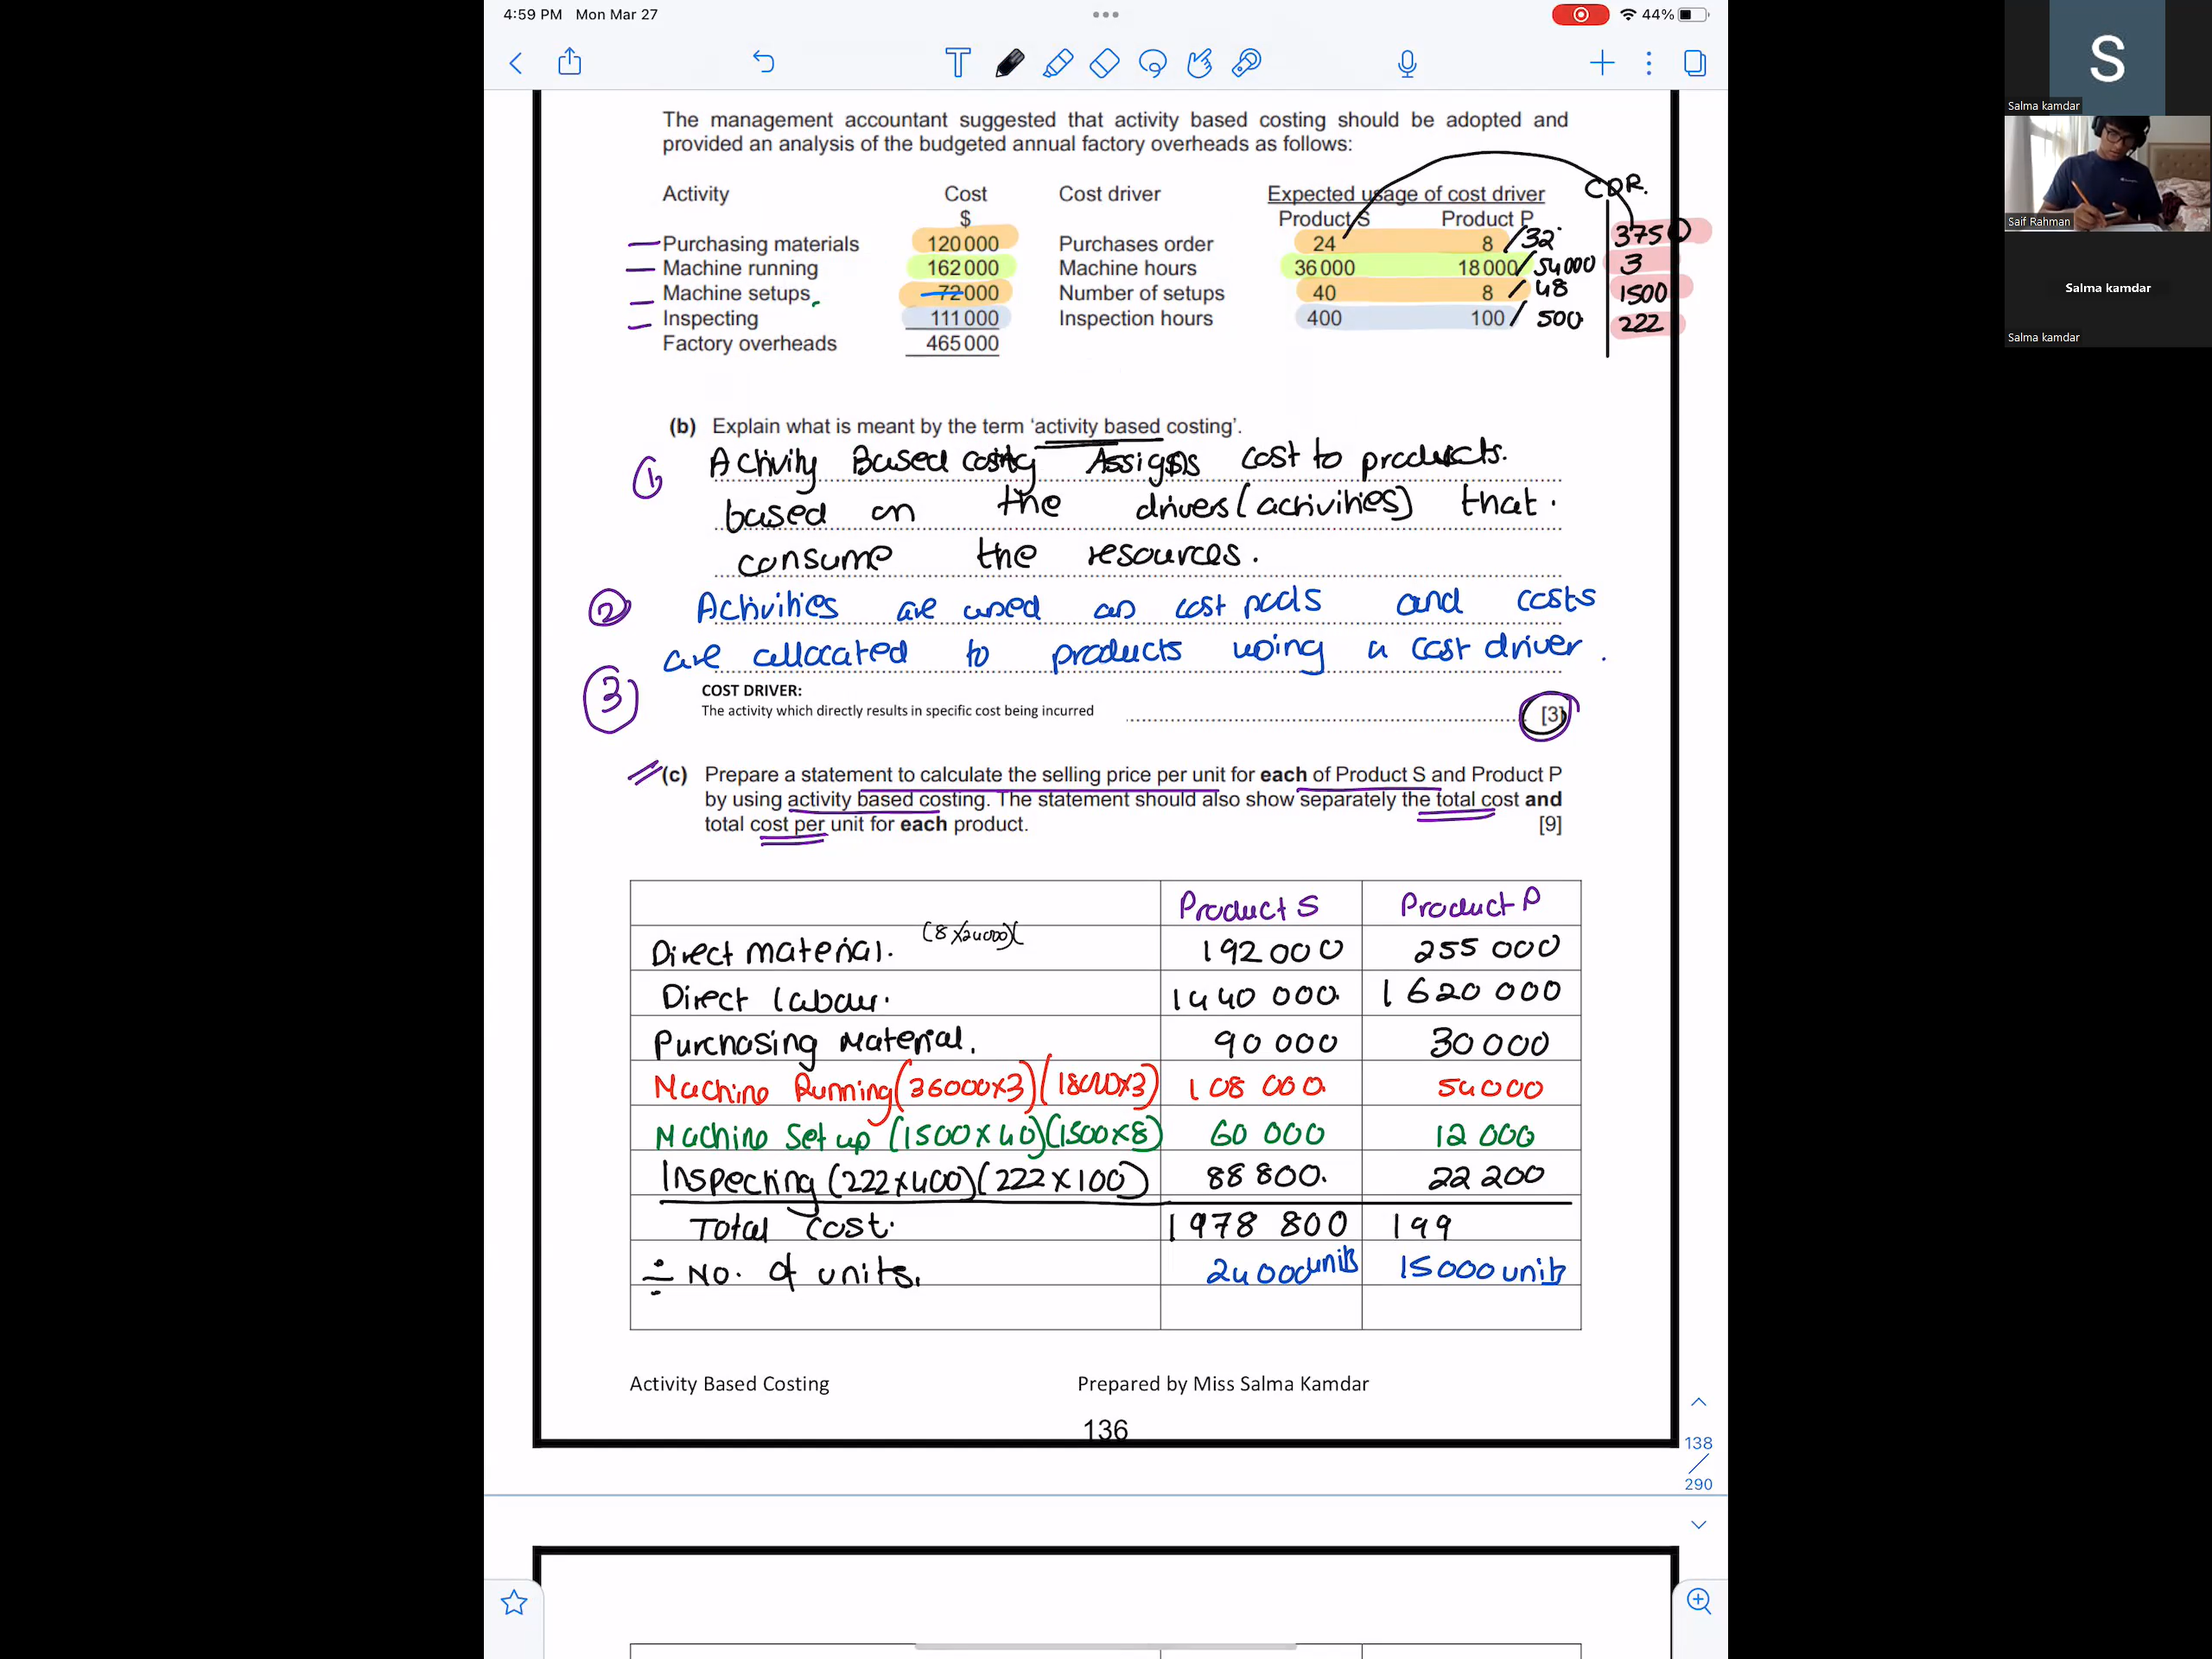 4:59 PM Mon Mar 27
44%
S
Salma kamdar
Saif Rahman
Salma kamdar
Salma kamdar
The management accountant suggested that activity based costing should be adopted and
provided an analysis of the budgeted annual factory overheads as follows:
Activity Cost Cost driver Expected usage of cost driver CDR.
$ Product S Product P
Purchasing materials 120 000 Purchases order 24 8 /32 3750
Machine running 162 000 Machine hours 36 000 18 000 /54000 3
Machine setups 72 000 Number of setups 40 8 /48 1500
Inspecting 111 000 Inspection hours 400 100 / 500 222
Factory overheads 465 000
(b) Explain what is meant by the term ‘activity based costing’.
① Activity Based costing Assigns cost to products.
based on the drivers (activities) that
consume the resources.
② Activities are used as cost pools and costs
are allocated to products using a cost driver.
③ COST DRIVER:
The activity which directly results in specific cost being incurred [3]
(c) Prepare a statement to calculate the selling price per unit for each of Product S and Product P
by using activity based costing. The statement should also show separately the total cost and
total cost per unit for each product. [9]
Product S Product P
Direct material. (8x24000)( 192 000 255 000
Direct labour. 1440 000. 1 620 000
Purchasing Material. 90 000 30 000
Machine Running (36000x3) (18000x3) 108 000. 54000
Machine Set up (1500x40)(1500x8) 60 000 12 000
Inspecting (222x400)(222x100) 88 800. 22 200
Total cost. 1 978 800 199
÷ No. of units. 24 000units 15000 units
Activity Based Costing Prepared by Miss Salma Kamdar
136
138
290